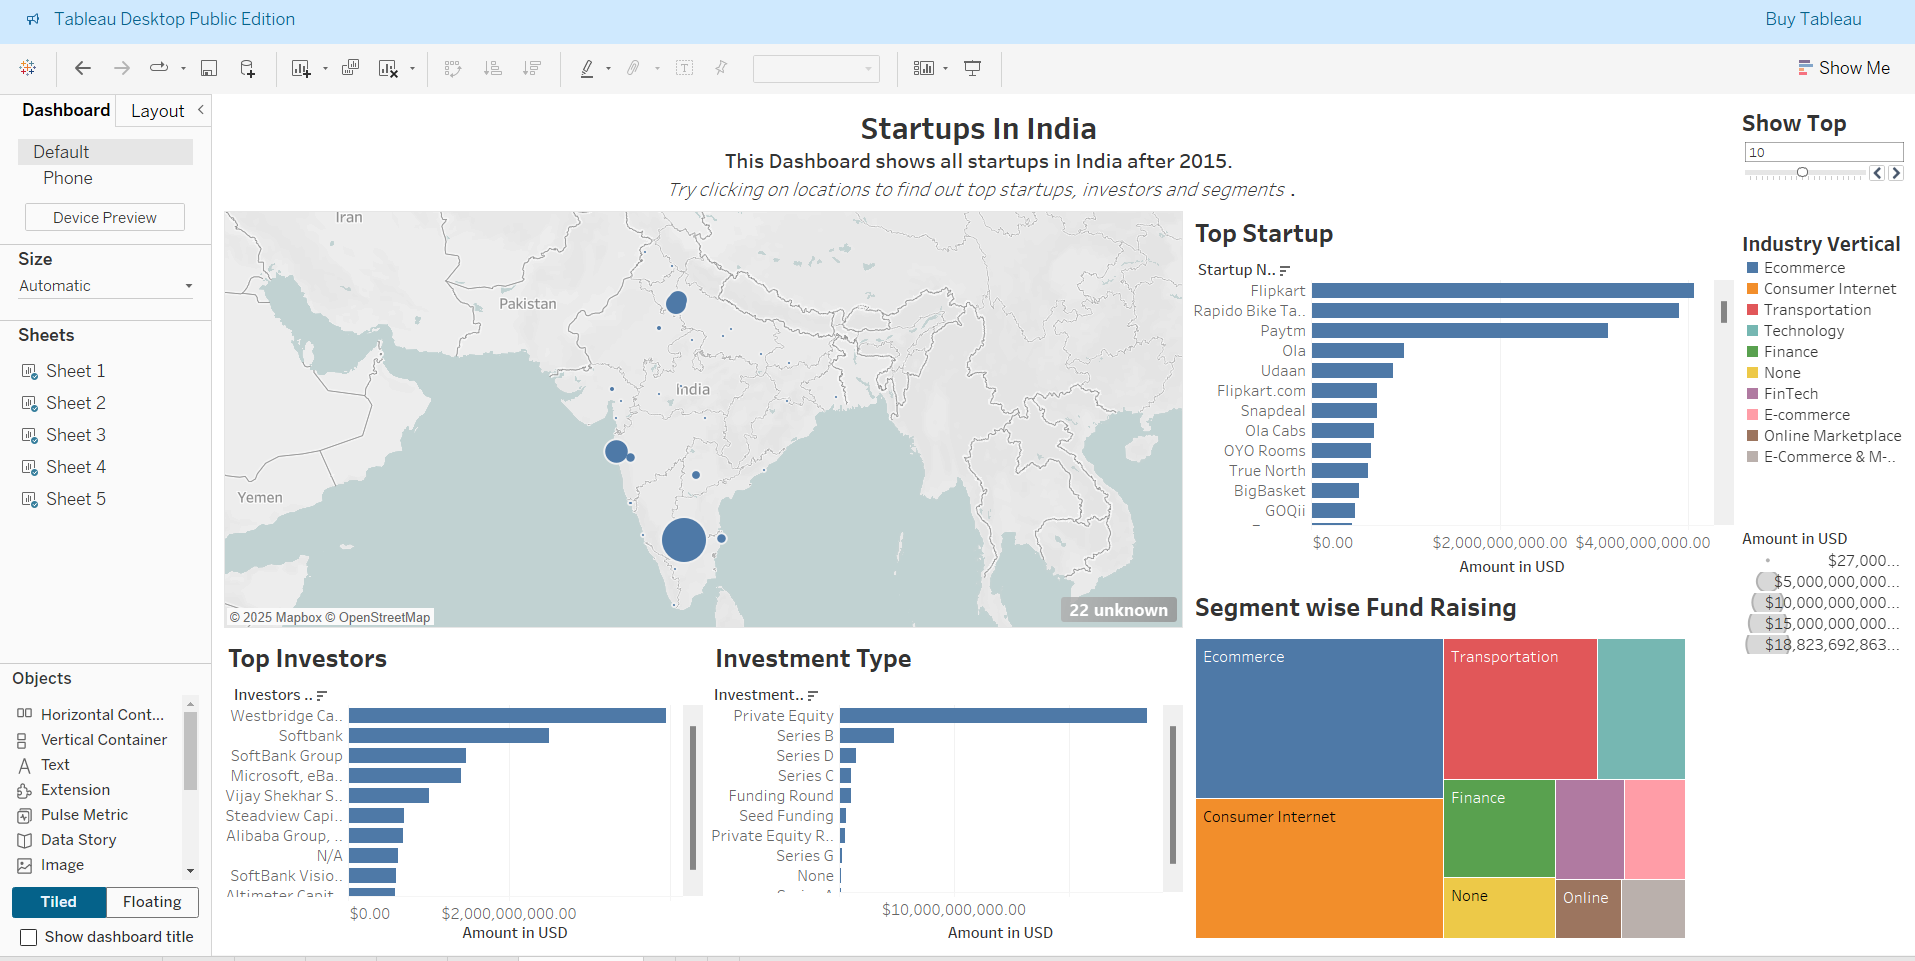 Tableau Desktop Public Edition
Buy Tableau
Show Me
Dashboard
Layout
Default
Phone
Device Preview
Size
Automatic
Sheets
Sheet 1
Sheet 2
Sheet 3
Sheet 4
Sheet 5
Objects
Horizontal Cont...
Vertical Container
Text
Extension
Pulse Metric
Data Story
Image
Tiled
Floating
Show dashboard title
Startups In India
This Dashboard shows all startups in India after 2015.
Try clicking on locations to find out top startups, investors and segments .
Iran
Pakistan
India
Yemen
© 2025 Mapbox © OpenStreetMap
22 unknown
Top Startup
Startup N..
Flipkart
Rapido Bike Ta..
Paytm
Ola
Udaan
Flipkart.com
Snapdeal
Ola Cabs
OYO Rooms
True North
BigBasket
GOQii
$0.00
$2,000,000,000.00
$4,000,000,000.00
Amount in USD
Top Investors
Investors ..
Westbridge Ca..
Softbank
SoftBank Group
Microsoft, eBa..
Vijay Shekhar S..
Steadview Capi..
Alibaba Group, ..
N/A
SoftBank Visio..
Altimeter Capit..
$0.00
$2,000,000,000.00
Amount in USD
Investment Type
Investment..
Private Equity
Series B
Series D
Series C
Funding Round
Seed Funding
Private Equity R..
Series G
None
$10,000,000,000.00
Amount in USD
Segment wise Fund Raising
Ecommerce
Transportation
Consumer Internet
Finance
None
Online
Show Top
10
Industry Vertical
Ecommerce
Consumer Internet
Transportation
Technology
Finance
None
FinTech
E-commerce
Online Marketplace
E-Commerce & M-..
Amount in USD
$27,000...
$5,000,000,000...
$10,000,000,000...
$15,000,000,000...
$18,823,692,863...